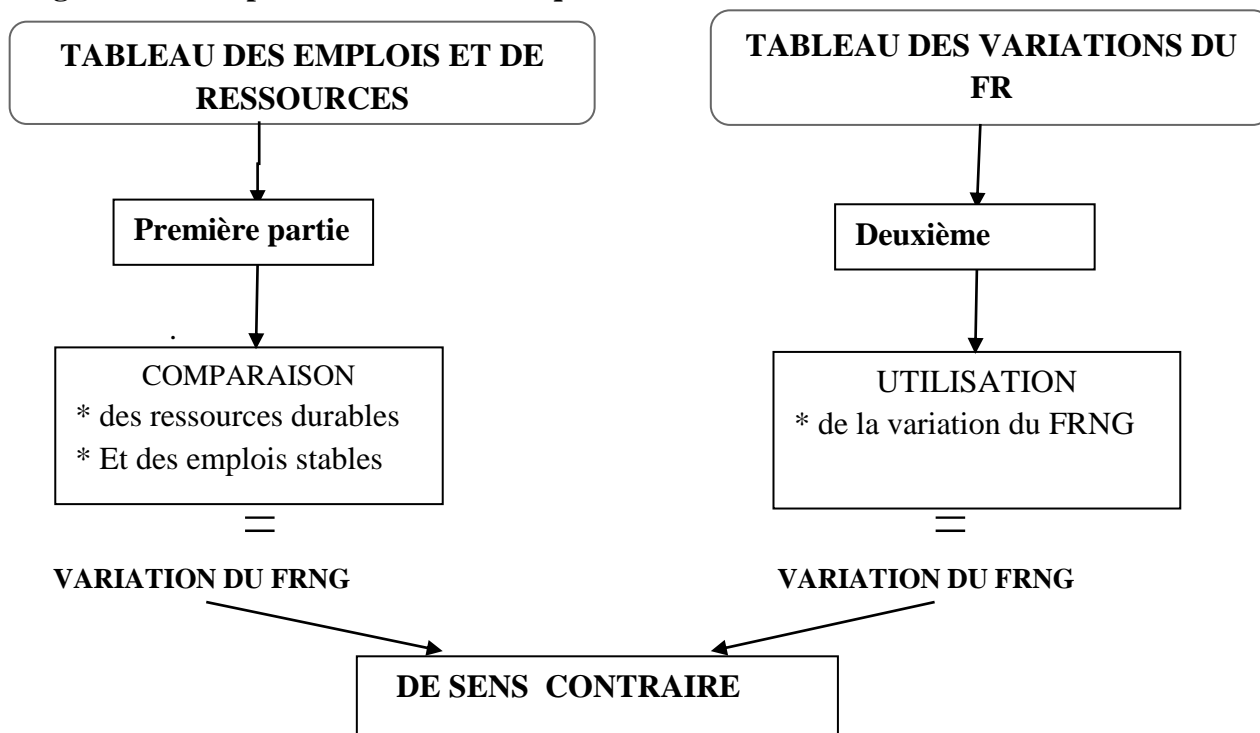 TABLEAU DES EMPLOIS ET DE
RESSOURCES
TABLEAU DES VARIATIONS DU
FR
Première partie
Deuxième
COMPARAISON
* des ressources durables
* Et des emplois stables
UTILISATION
* de la variation du FRNG
=
=
VARIATION DU FRNG
VARIATION DU FRNG
DE SENS CONTRAIRE